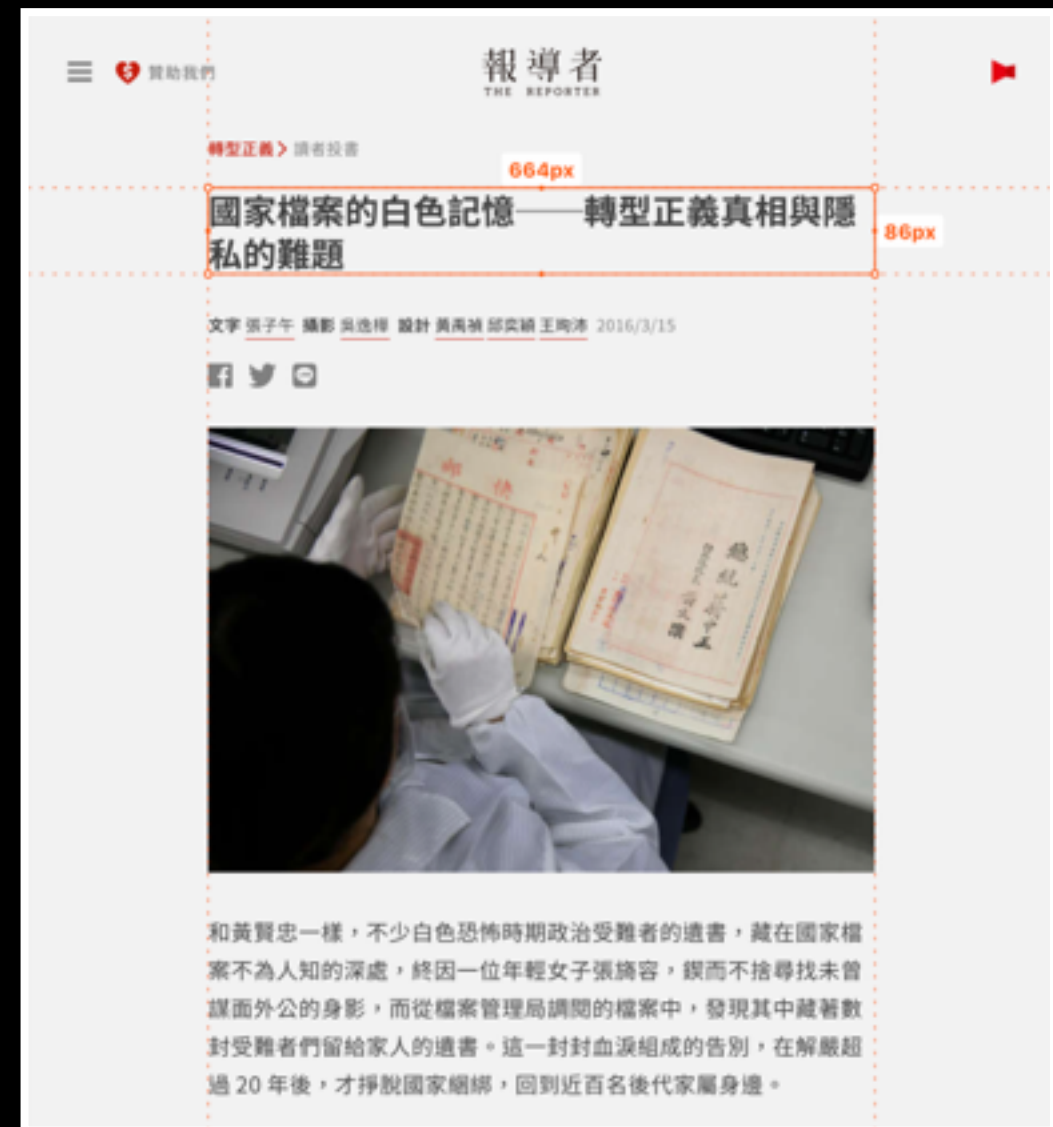 贊助我們
報導者
THE REPORTER
轉型正義 > 讀者投書
664px
國家檔案的白色記憶──轉型正義真相與隱
86px
私的難題
文字 張子午 攝影 吳逸驊 設計 黃禹禛 邱奕穎 王昫沛 2016/3/15
和黃賢忠一樣，不少白色恐怖時期政治受難者的遺書，藏在國家檔
案不為人知的深處，終因一位年輕女子張旖容，鍥而不捨尋找未曾
謀面外公的身影，而從檔案管理局調閱的檔案中，發現其中藏著數
封受難者們留給家人的遺書。這一封封血淚組成的告別，在解嚴超
過 20 年後，才掙脫國家綑綁，回到近百名後代家屬身邊。